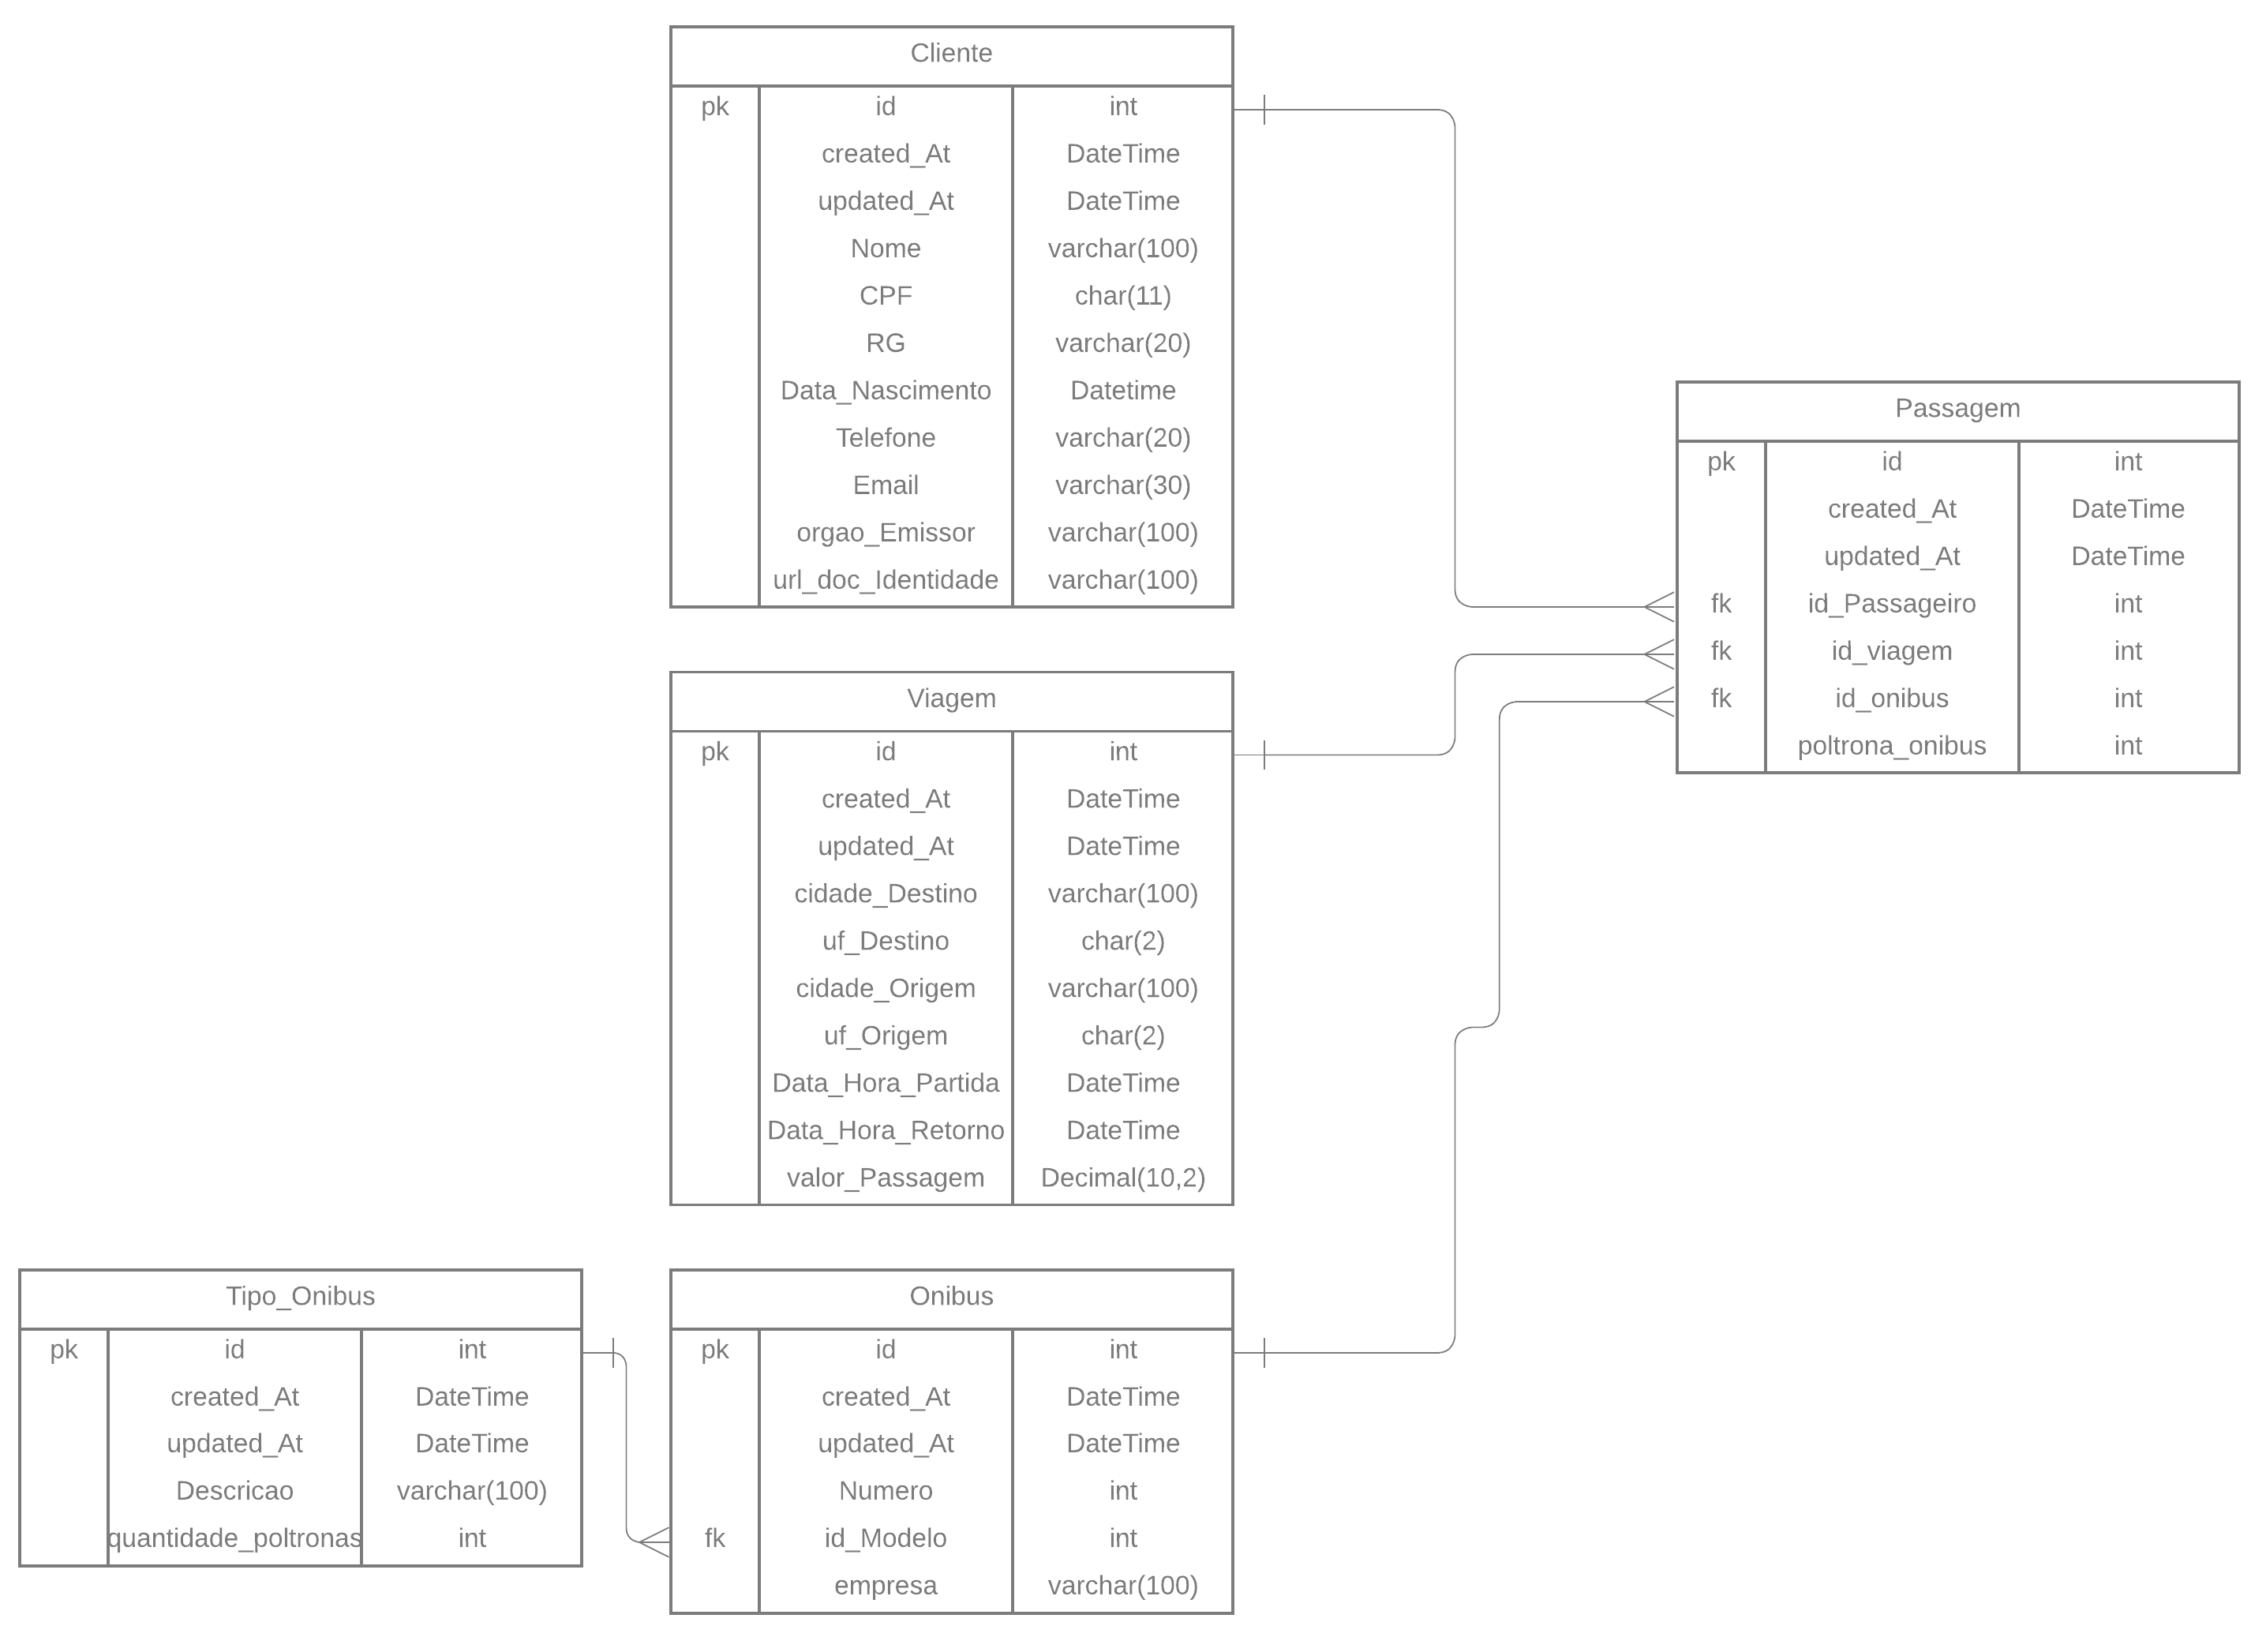 Cliente
pk id int
created_At DateTime
updated_At DateTime
Nome varchar(100)
CPF char(11)
RG varchar(20)
Data_Nascimento Datetime
Telefone varchar(20)
Email varchar(30)
orgao_Emissor varchar(100)
url_doc_Identidade varchar(100)
Passagem
pk id int
created_At DateTime
updated_At DateTime
fk id_Passageiro int
fk id_viagem int
fk id_onibus int
poltrona_onibus int
Viagem
pk id int
created_At DateTime
updated_At DateTime
cidade_Destino varchar(100)
uf_Destino char(2)
cidade_Origem varchar(100)
uf_Origem char(2)
Data_Hora_Partida DateTime
Data_Hora_Retorno DateTime
valor_Passagem Decimal(10,2)
Tipo_Onibus
pk id int
created_At DateTime
updated_At DateTime
Descricao varchar(100)
quantidade_poltronas int
Onibus
pk id int
created_At DateTime
updated_At DateTime
Numero int
fk id_Modelo int
empresa varchar(100)